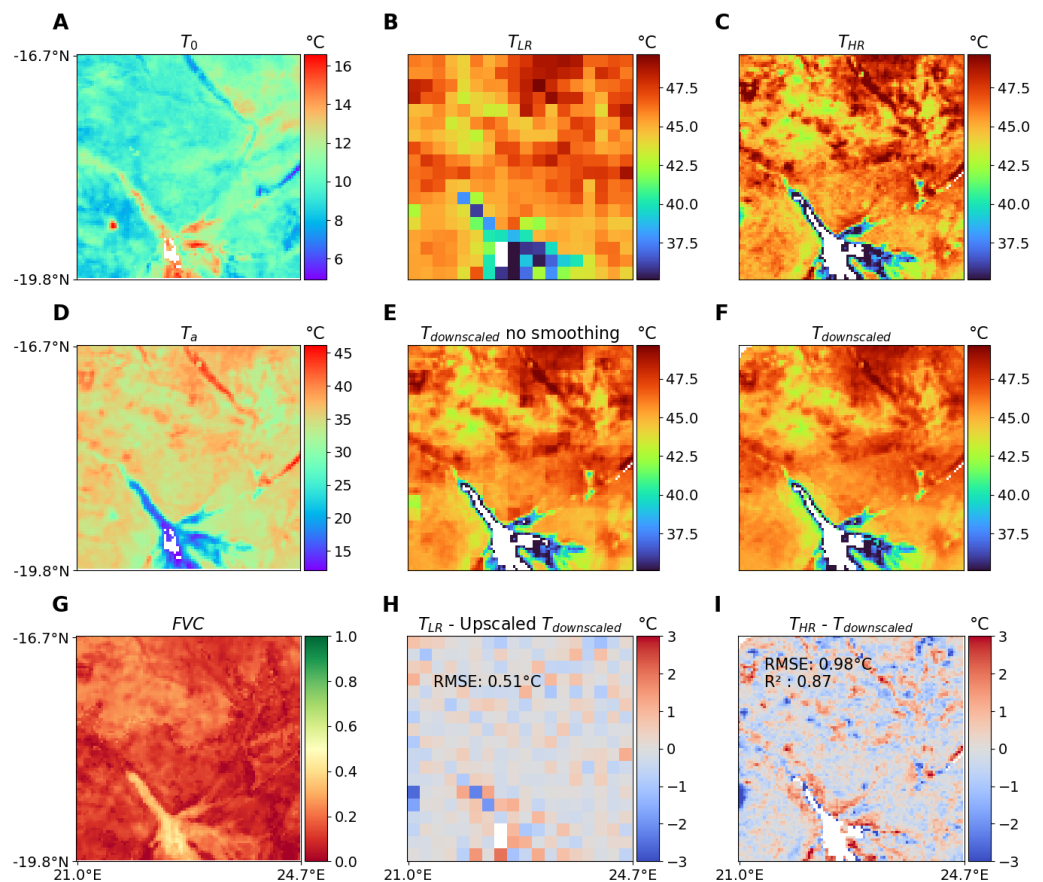 A
B
C
T0
°C
TLR
°C
THR
°C
-16.7°N
-19.8°N
16
14
12
10
8
6
47.5
45.0
42.5
40.0
37.5
47.5
45.0
42.5
40.0
37.5
D
E
F
Ta
°C
Tdownscaled no smoothing
°C
Tdownscaled
°C
-16.7°N
-19.8°N
45
40
35
30
25
20
15
47.5
45.0
42.5
40.0
37.5
47.5
45.0
42.5
40.0
37.5
G
H
I
FVC
TLR - Upscaled Tdownscaled
°C
THR - Tdownscaled
°C
-16.7°N
-19.8°N
1.0
0.8
0.6
0.4
0.2
0.0
RMSE: 0.51°C
3
2
1
0
−1
−2
−3
RMSE: 0.98°C
R² : 0.87
3
2
1
0
−1
−2
−3
21.0°E
24.7°E
21.0°E
24.7°E
21.0°E
24.7°E